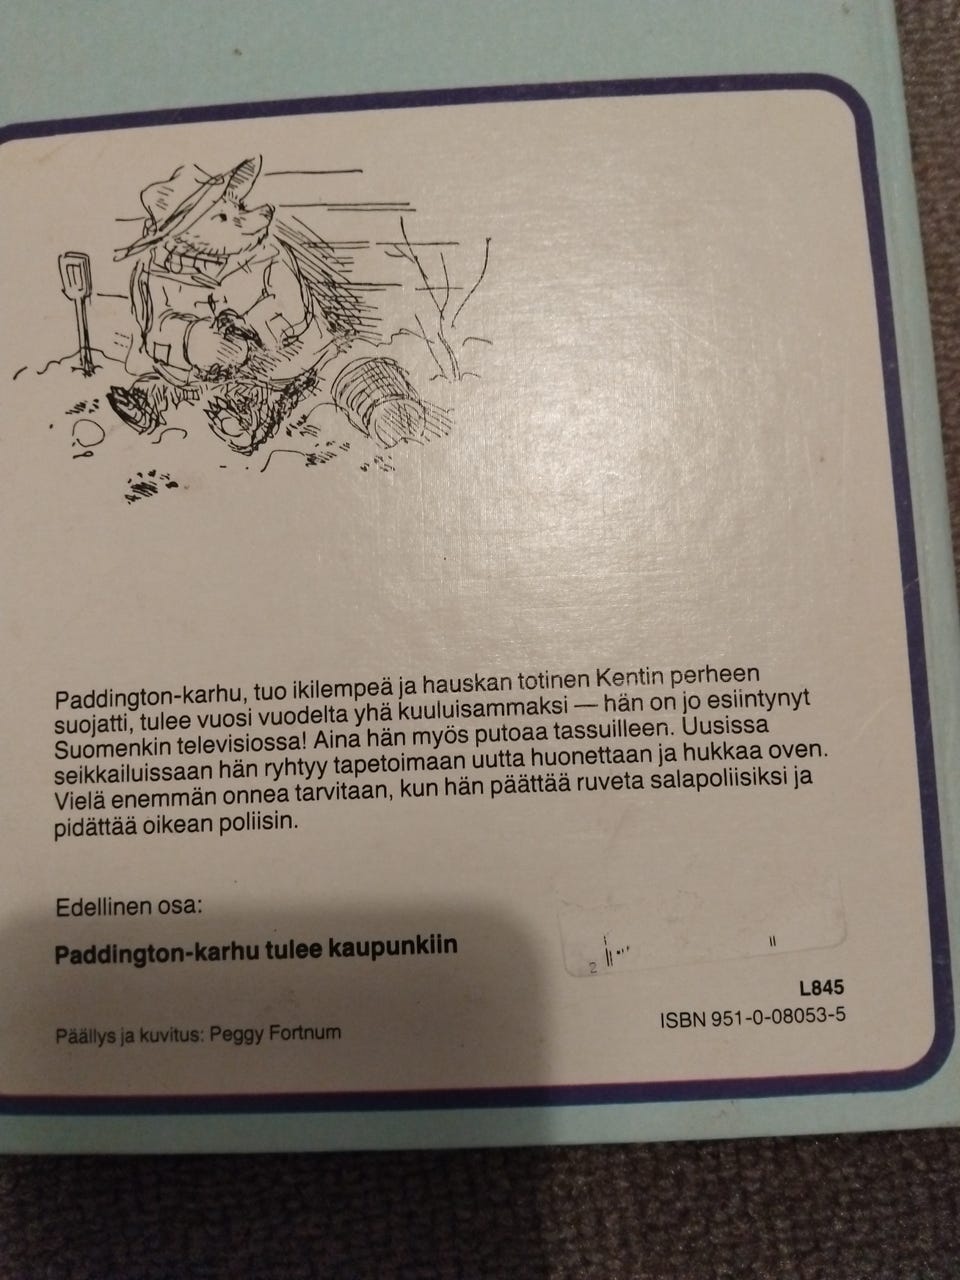 Paddington-karhu, tuo ikilempeä ja hauskan totinen Kentin perheen
suojatti, tulee vuosi vuodelta yhä kuuluisammaksi — hän on jo esiintynyt
Suomenkin televisiossa! Aina hän myös putoaa tassuilleen. Uusissa
seikkailuissaan hän ryhtyy tapetoimaan uutta huonettaan ja hukkaa oven.
Vielä enemmän onnea tarvitaan, kun hän päättää ruveta salapoliisiksi ja
pidättää oikean poliisin.
Edellinen osa:
Paddington-karhu tulee kaupunkiin
2
L845
ISBN 951-0-08053-5
Päällys ja kuvitus: Peggy Fortnum